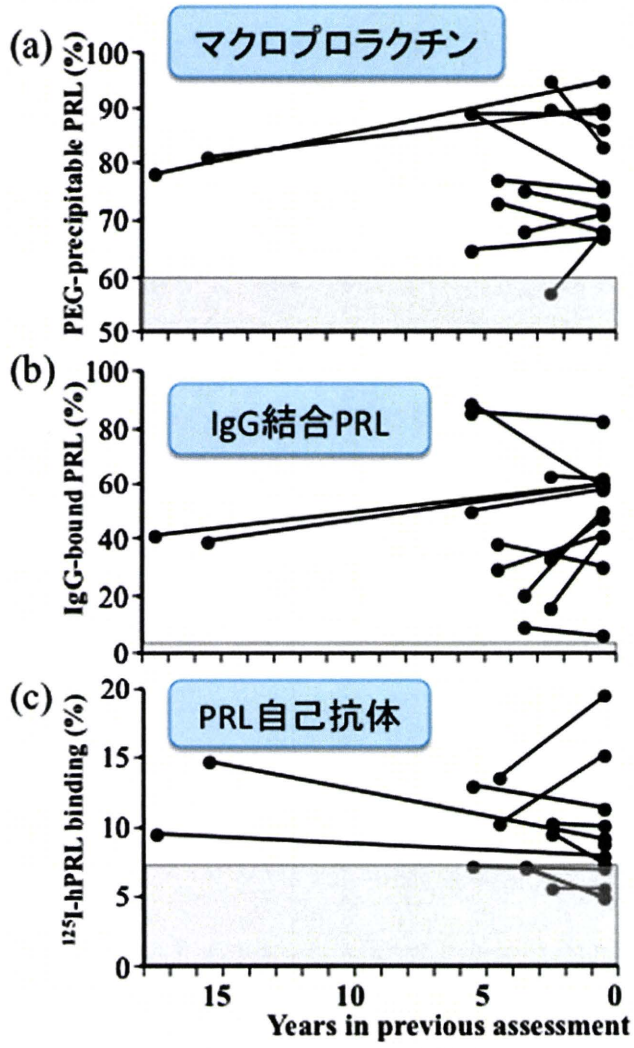 (a)
マクロプロラクチン
PEG-precipitable PRL (%)
100
90
80
70
60
50
(b)
IgG結合PRL
IgG-bound PRL (%)
100
80
60
40
20
0
(c)
PRL自己抗体
¹²⁵I-hPRL binding (%)
20
15
10
5
0
15 10 5 0
Years in previous assessment